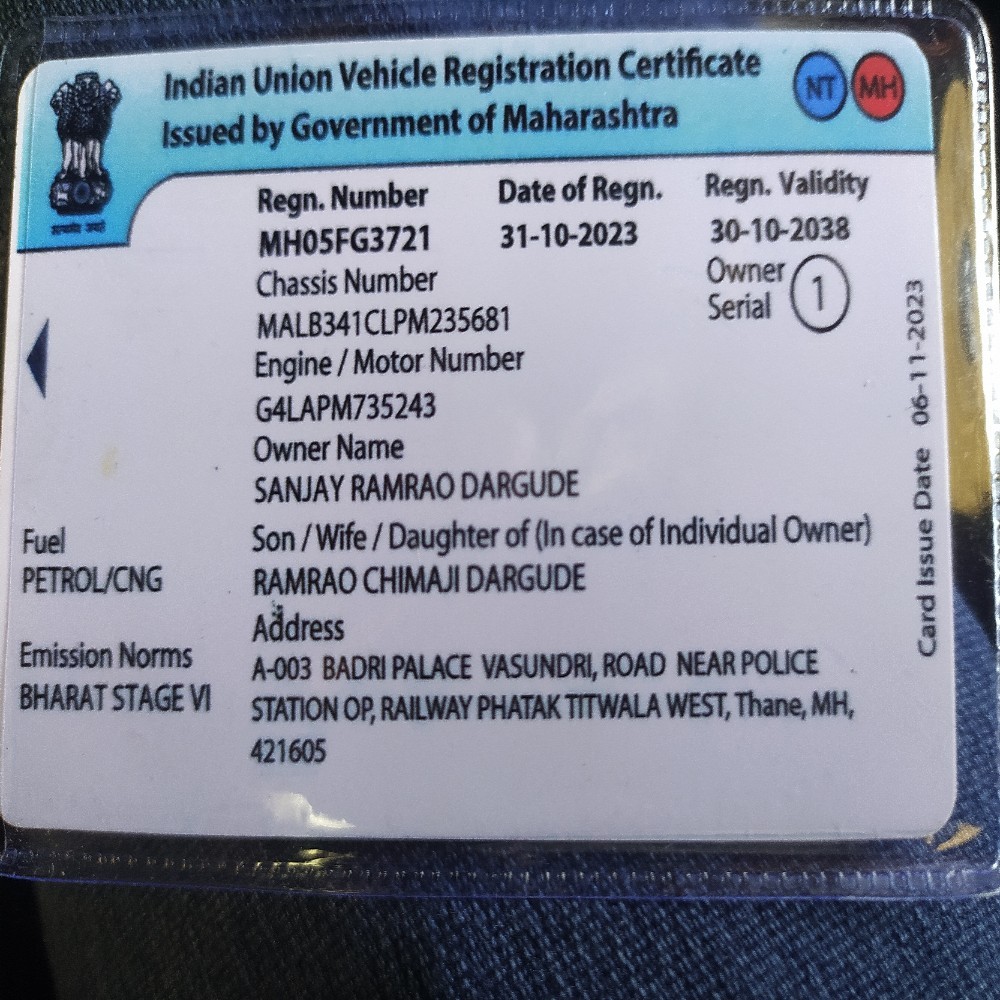 Indian Union Vehicle Registration Certificate
Issued by Government of Maharashtra
NT MH
Regn. Number Date of Regn. Regn. Validity
MH05FG3721 31-10-2023 30-10-2038
Chassis Number
MALB341CLPM235681
Owner
Serial 1
Engine / Motor Number
G4LAPM735243
Owner Name
SANJAY RAMRAO DARGUDE
Son / Wife / Daughter of (In case of Individual Owner)
RAMRAO CHIMAJI DARGUDE
Address
A-003 BADRI PALACE VASUNDRI, ROAD NEAR POLICE
STATION OP, RAILWAY PHATAK TITWALA WEST, Thane, MH,
421605
Fuel
PETROL/CNG
Emission Norms
BHARAT STAGE VI
Card Issue Date 06-11-2023